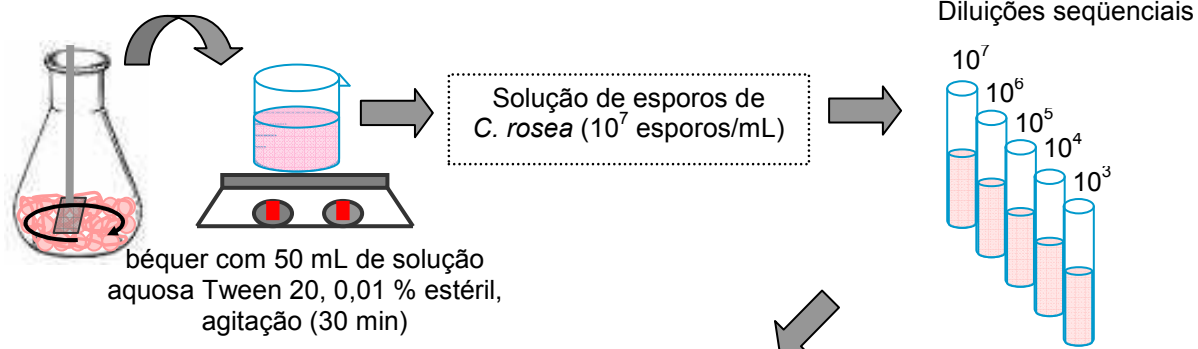 Diluições seqüenciais
10⁷
10⁶
10⁵
10⁴
10³
Solução de esporos de
C. rosea (10⁷ esporos/mL)
béquer com 50 mL de solução
aquosa Tween 20, 0,01 % estéril,
agitação (30 min)